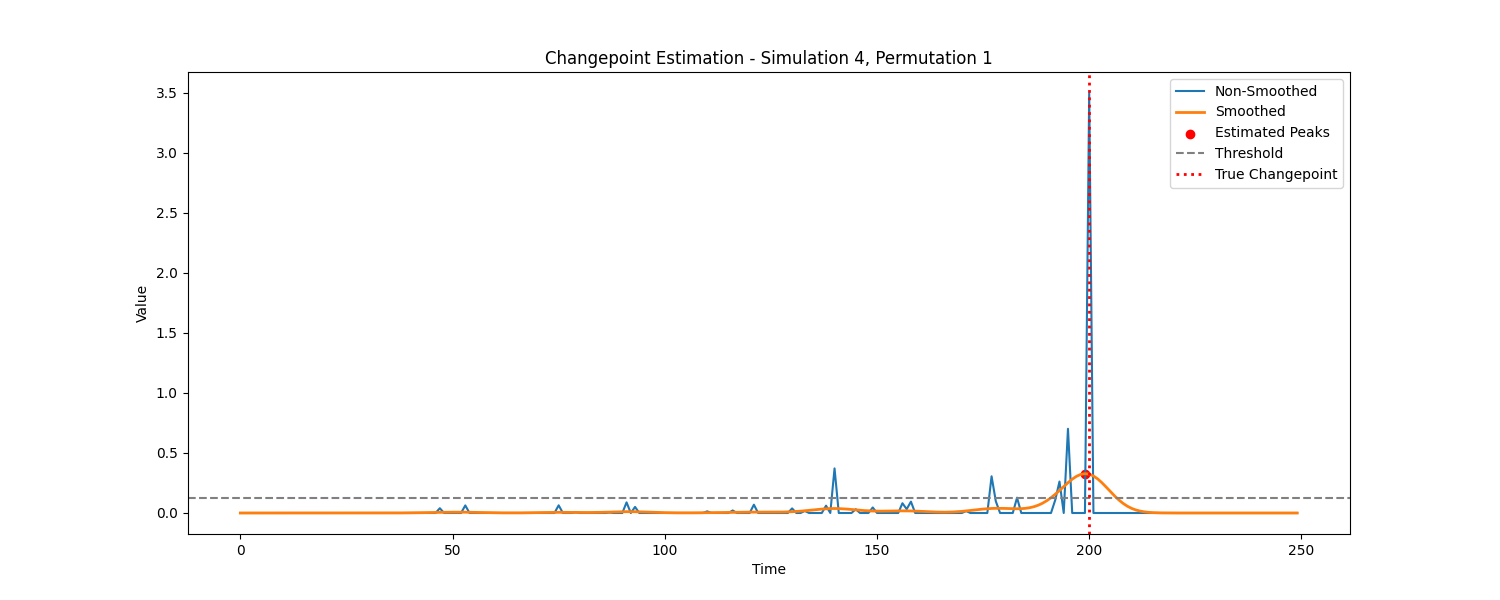 Changepoint Estimation - Simulation 4, Permutation 1
Non-Smoothed
Smoothed
Estimated Peaks
Threshold
True Changepoint
3.5
3.0
2.5
2.0
1.5
1.0
0.5
0.0
Value
0 50 100 150 200 250
Time